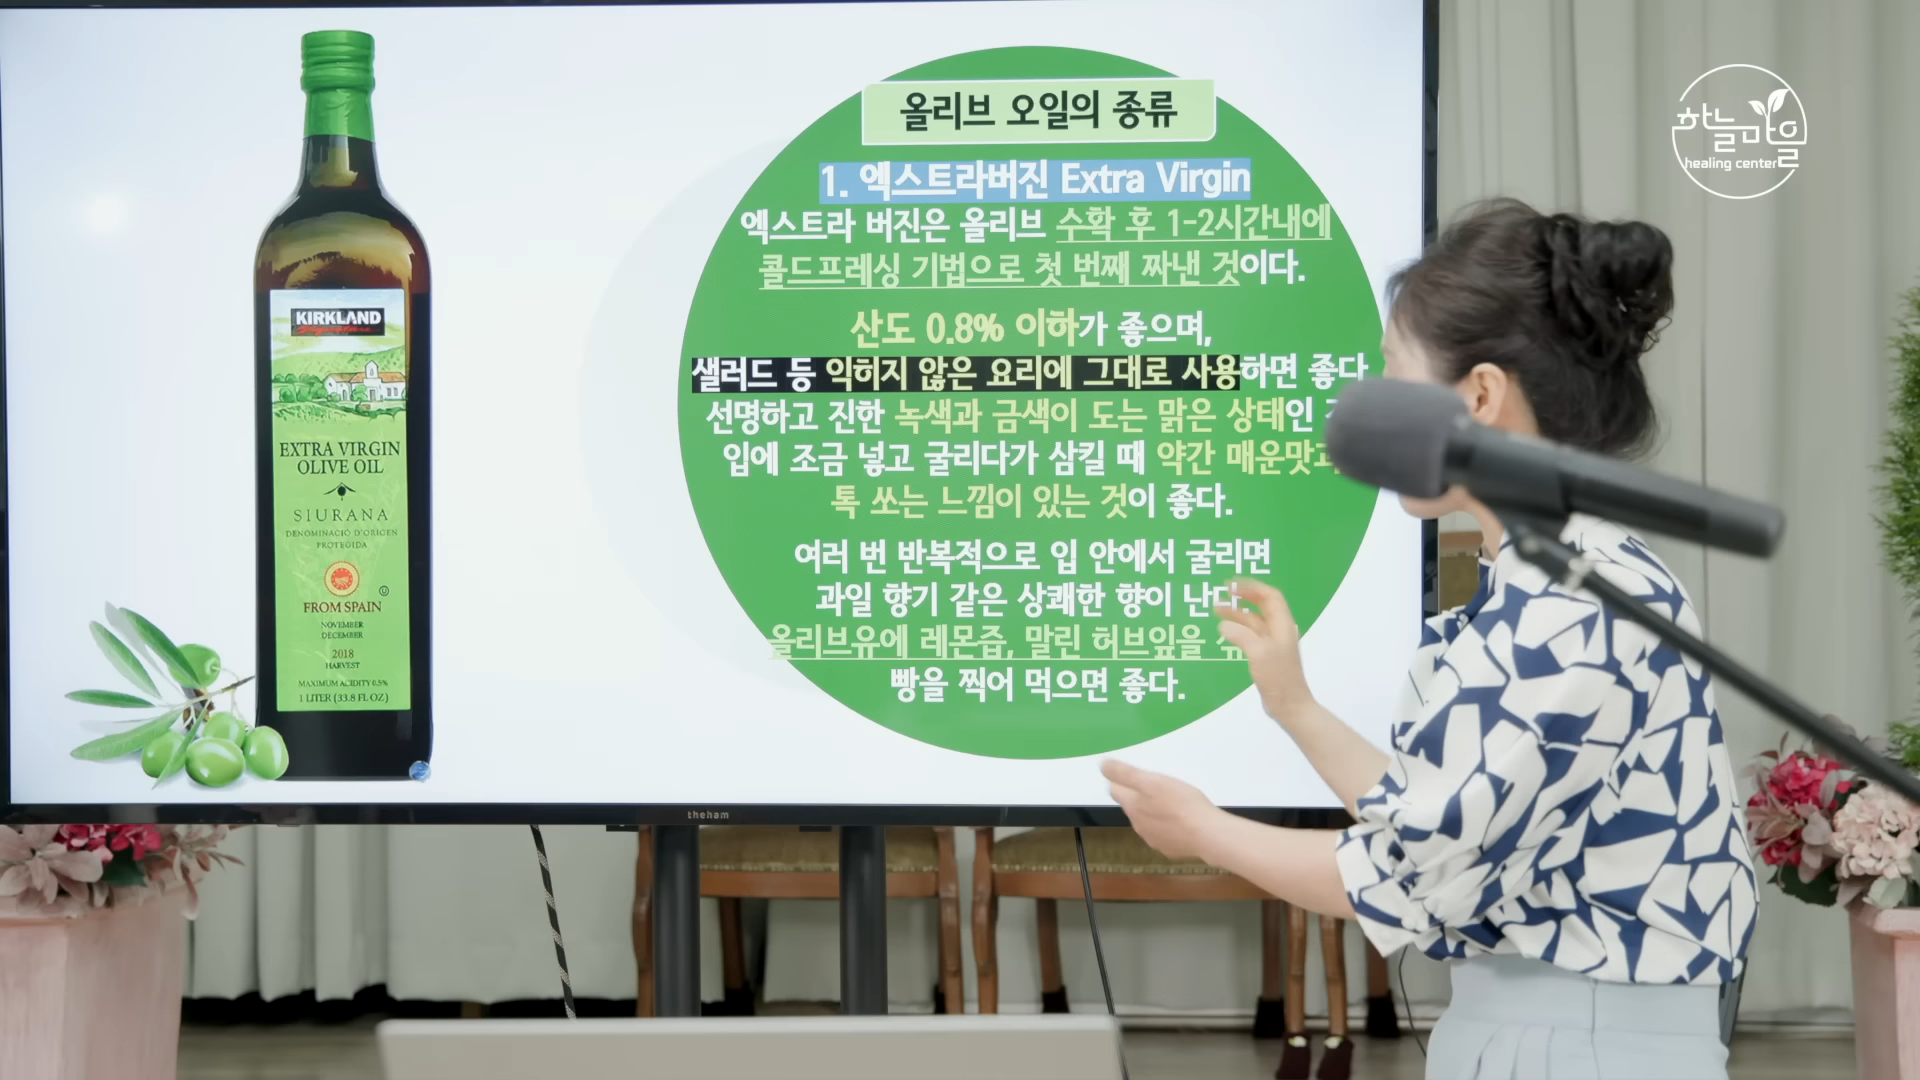 올리브 오일의 종류
1. 엑스트라버진 Extra Virgin
엑스트라 버진은 올리브 수확 후 1-2시간내에
콜드프레싱 기법으로 첫 번째 짜낸 것이다.
산도 0.8% 이하가 좋으며,
샐러드 등 익히지 않은 요리에 그대로 사용하면 좋다
선명하고 진한 녹색과 금색이 도는 맑은 상태인
입에 조금 넣고 굴리다가 삼킬 때 약간 매운맛과
톡 쏘는 느낌이 있는 것이 좋다.
여러 번 반복적으로 입 안에서 굴리면
과일 향기 같은 상쾌한 향이 난다.
올리브유에 레몬즙, 말린 허브잎을
빵을 찍어 먹으면 좋다.
KIRKLAND
EXTRA VIRGIN
OLIVE OIL
SIURANA
DENOMINACIÓ D'ORIGEN
PROTEGIDA
FROM SPAIN
NOVEMBER
DECEMBER
2018
HARVEST
MAXIMUM ACIDITY 0.5%
1 LITER (33.8 FL OZ)
theham
하늘마을
healing center